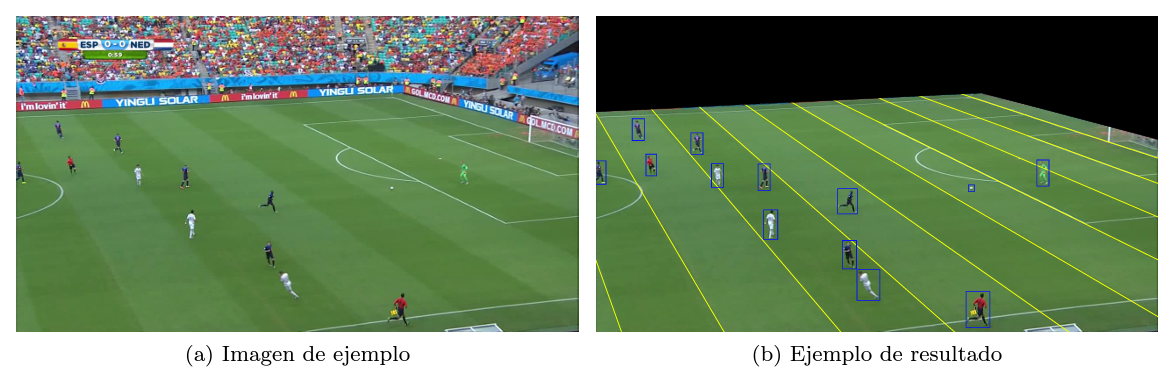 ESP 0-0 NED
0:59
i'm lovin' it YINGLI SOLAR i'm lovin' it YINGLI SOLAR GOL.MCD.COM YINGLI SOLAR GOL.MCD.COM
(a) Imagen de ejemplo
(b) Ejemplo de resultado